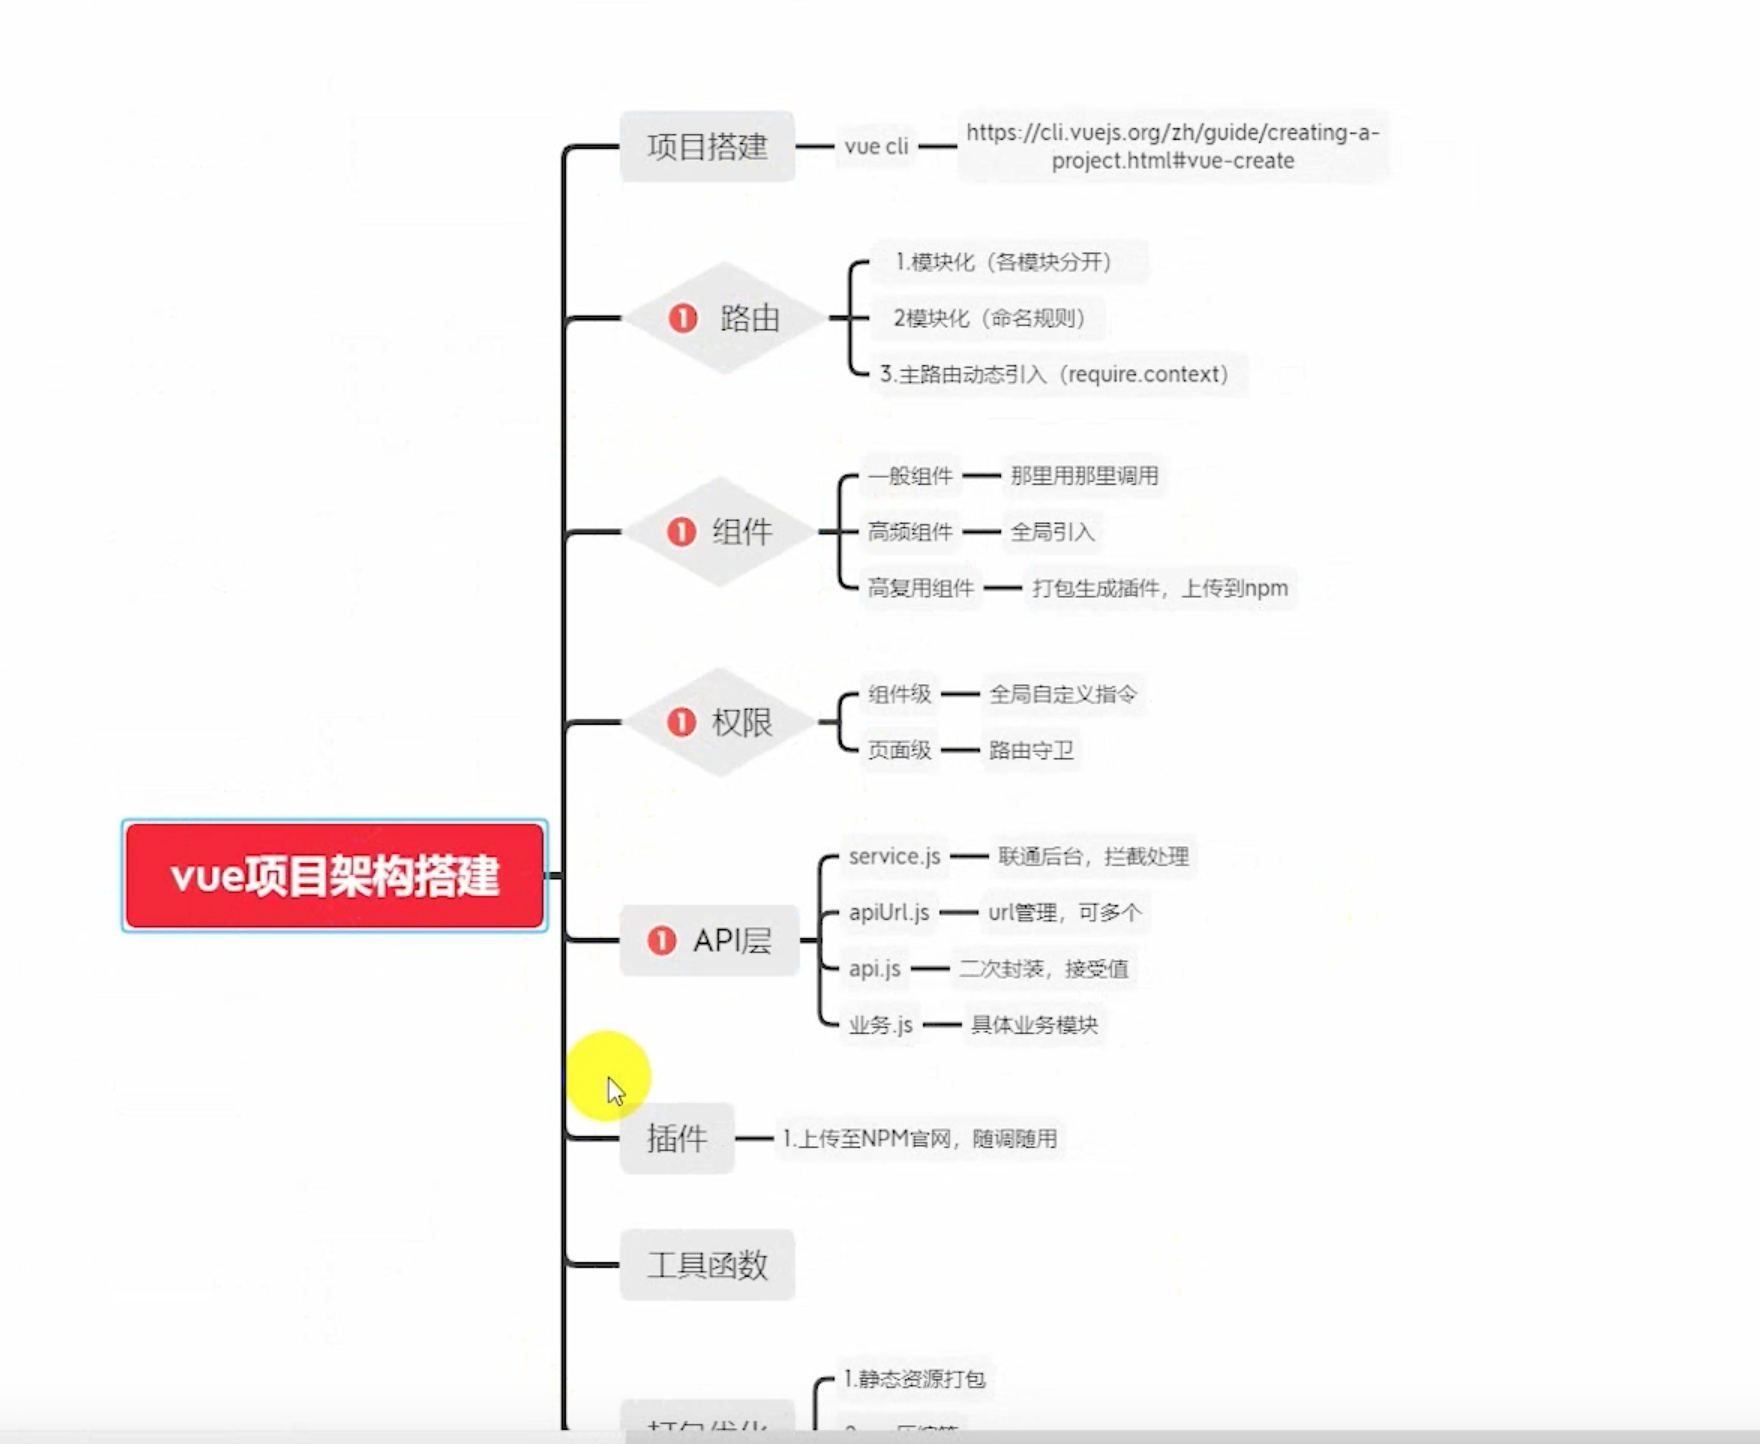 项目搭建
vue cli
https://cli.vuejs.org/zh/guide/creating-a-
project.html#vue-create
1 路由
1.模块化（各模块分开）
2模块化（命名规则）
3.主路由动态引入（require.context）
1 组件
一般组件
那里用那里调用
高频组件
全局引入
高复用组件
打包生成插件，上传到npm
1 权限
组件级
全局自定义指令
页面级
路由守卫
vue项目架构搭建
1 API层
service.js
联通后台，拦截处理
apiUrl.js
url管理，可多个
api.js
二次封装，接受值
业务.js
具体业务模块
插件
1.上传至NPM官网，随调随用
工具函数
打包优化
1.静态资源打包